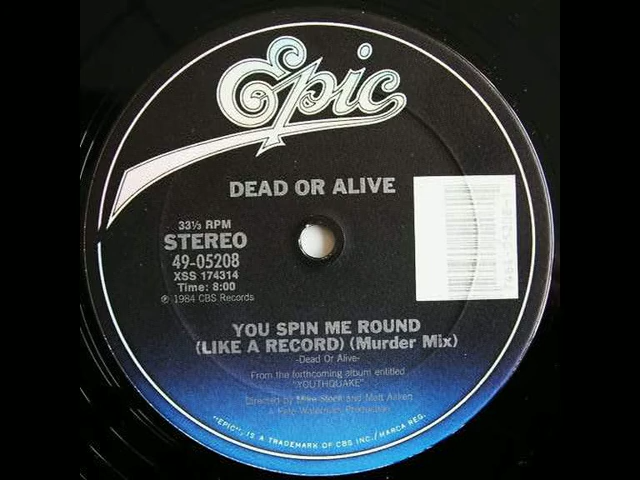 Epic
DEAD OR ALIVE
33⅓ RPM
STEREO
49-05208
XSS 174314
Time: 8:00
℗ 1984 CBS Records
YOU SPIN ME ROUND
(LIKE A RECORD) (Murder Mix)
-Dead Or Alive-
From the forthcoming album entitled
"YOUTHQUAKE"
Directed by Mike Stock and Matt Aitken
A Pete Waterman Production
"EPIC", IS A TRADEMARK OF CBS INC./MARCA REG.